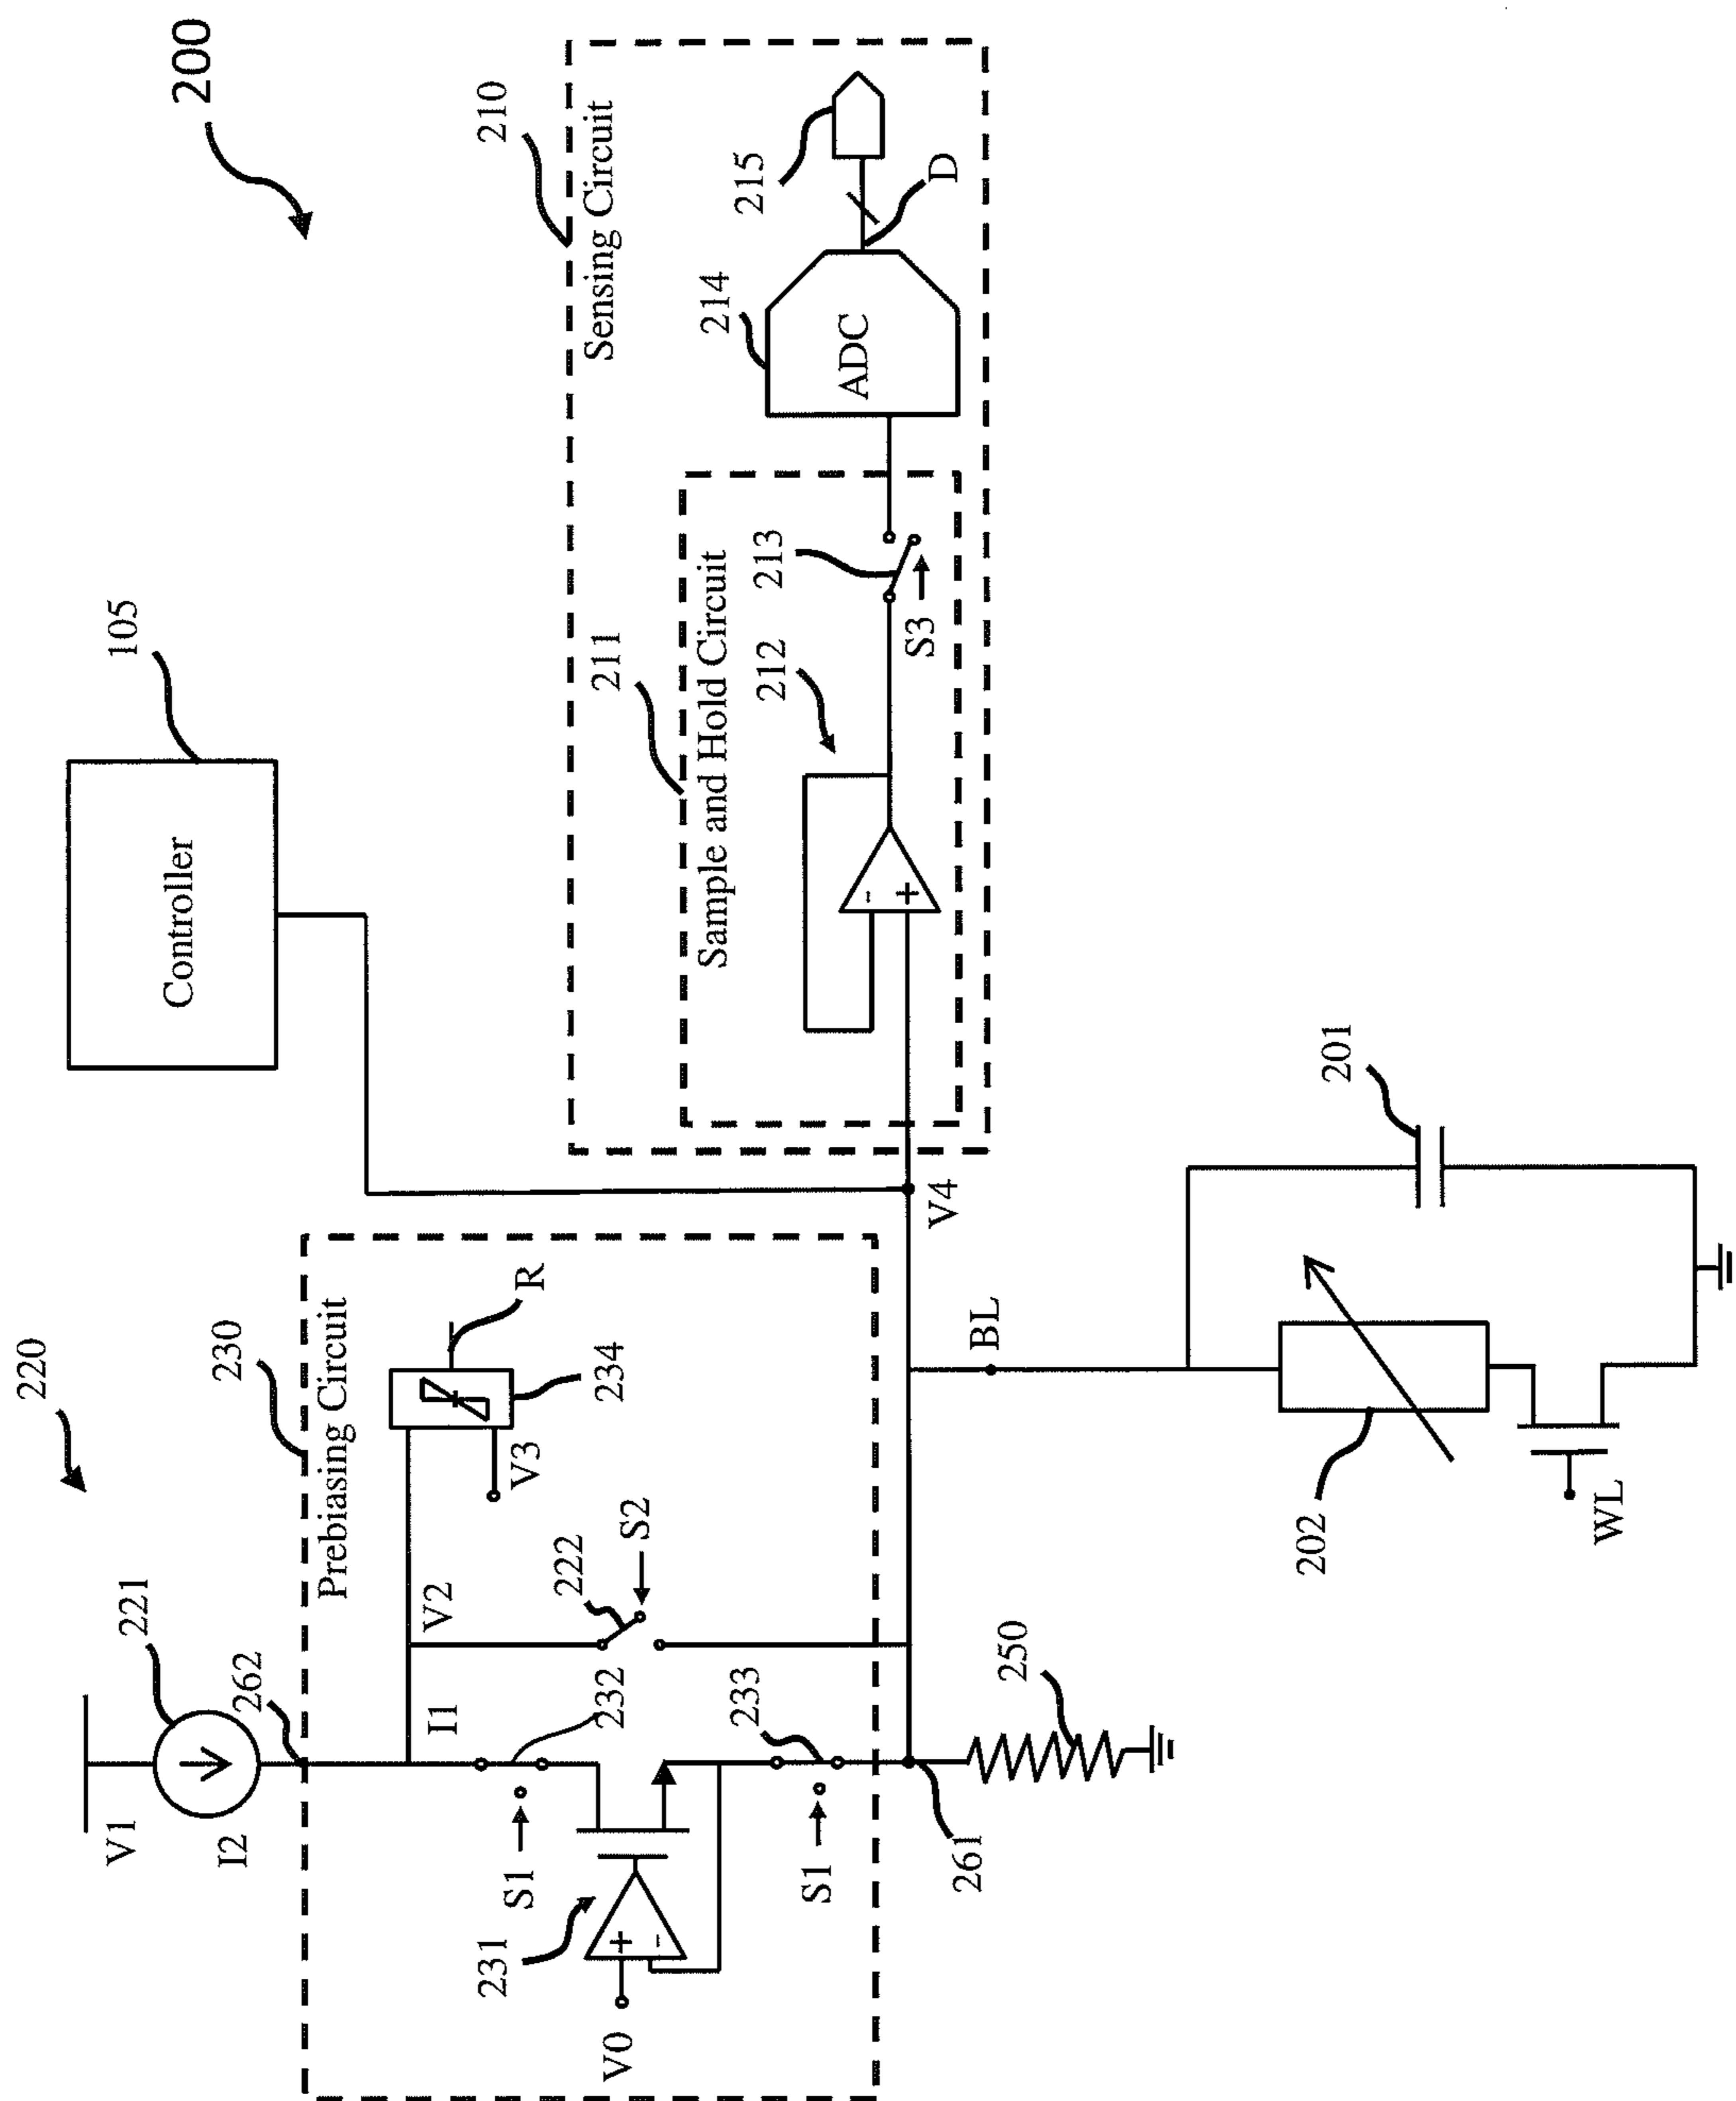 200
220
V1
221
I2
262
230
Prebiasing Circuit
I1
V2
R
234
V3
S1
232
222
S2
231
+
-
V0
S1
233
261
250
Controller
105
210
Sensing Circuit
211
Sample and Hold Circuit
212
-
+
213
S3
214
ADC
215
D
V4
BL
201
202
WL